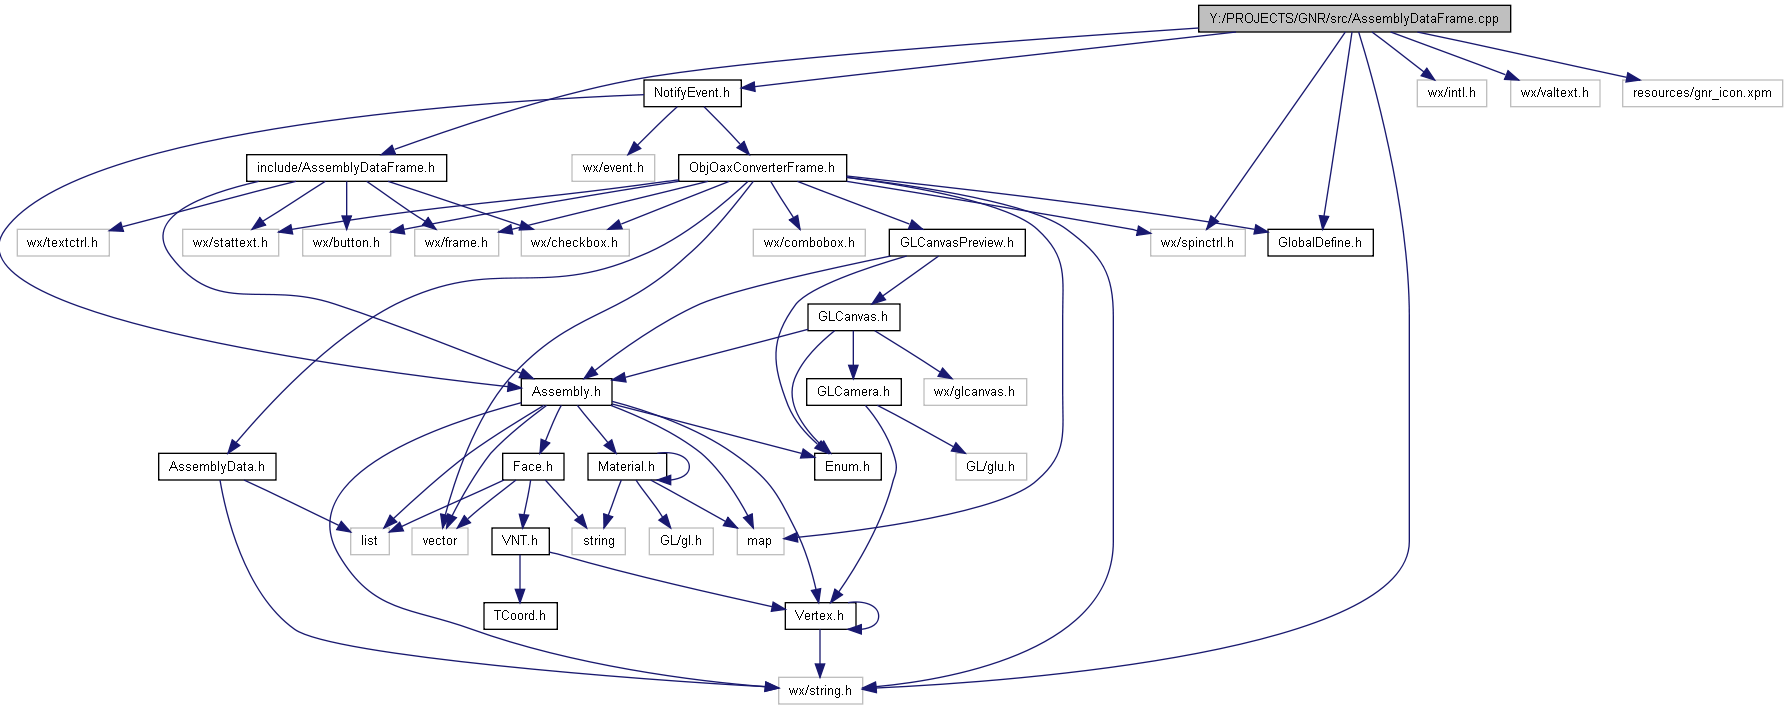 Y:/PROJECTS/GNR/src/AssemblyDataFrame.cpp
NotifyEvent.h
wx/intl.h
wx/valtext.h
resources/gnr_icon.xpm
include/AssemblyDataFrame.h
wx/event.h
ObjOaxConverterFrame.h
wx/textctrl.h
wx/stattext.h
wx/button.h
wx/frame.h
wx/checkbox.h
wx/combobox.h
GLCanvasPreview.h
wx/spinctrl.h
GlobalDefine.h
GLCanvas.h
Assembly.h
GLCamera.h
wx/glcanvas.h
AssemblyData.h
Face.h
Material.h
Enum.h
GL/glu.h
list
vector
VNT.h
string
GL/gl.h
map
TCoord.h
Vertex.h
wx/string.h